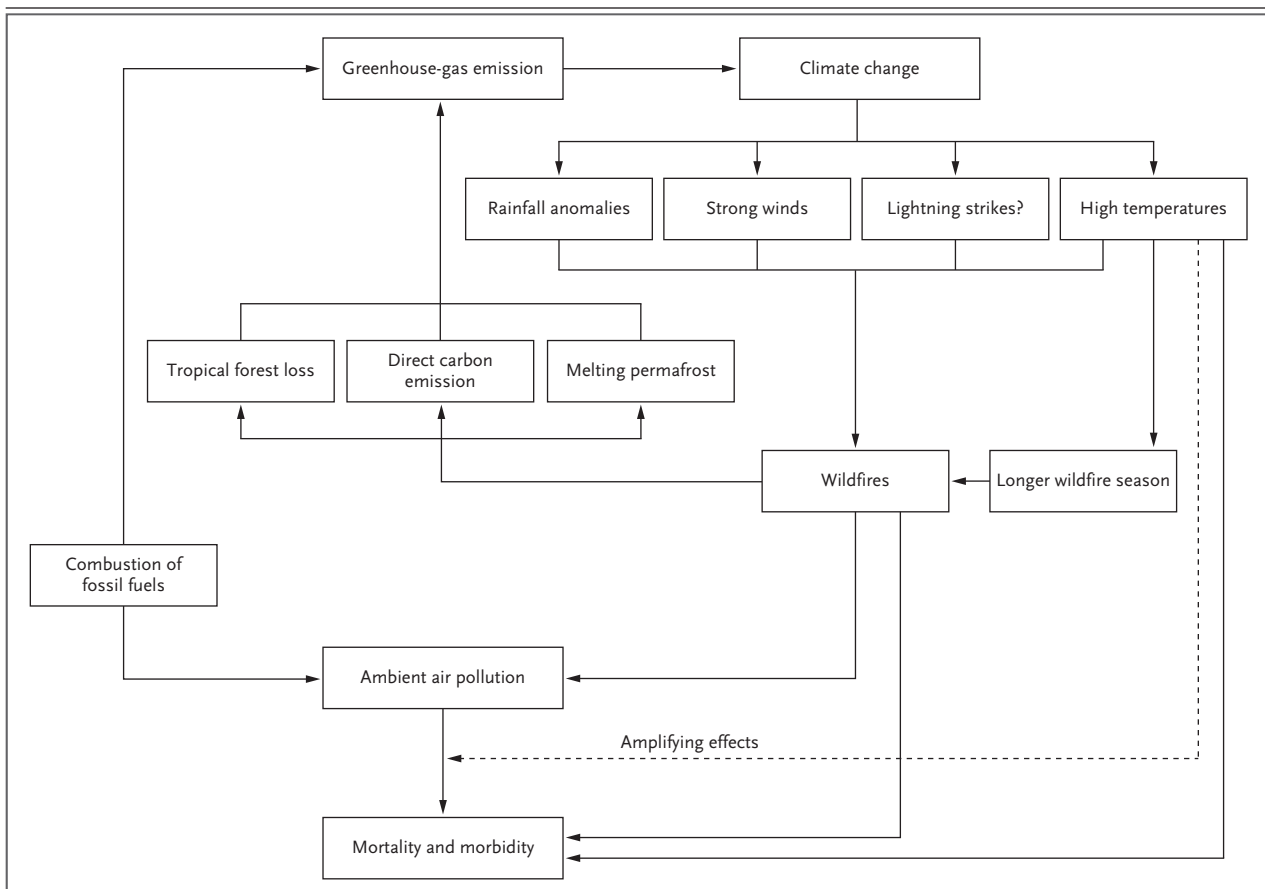 Greenhouse-gas emission
Climate change
Rainfall anomalies
Strong winds
Lightning strikes?
High temperatures
Tropical forest loss
Direct carbon
emission
Melting permafrost
Wildfires
Longer wildfire season
Combustion of
fossil fuels
Ambient air pollution
Amplifying effects
Mortality and morbidity